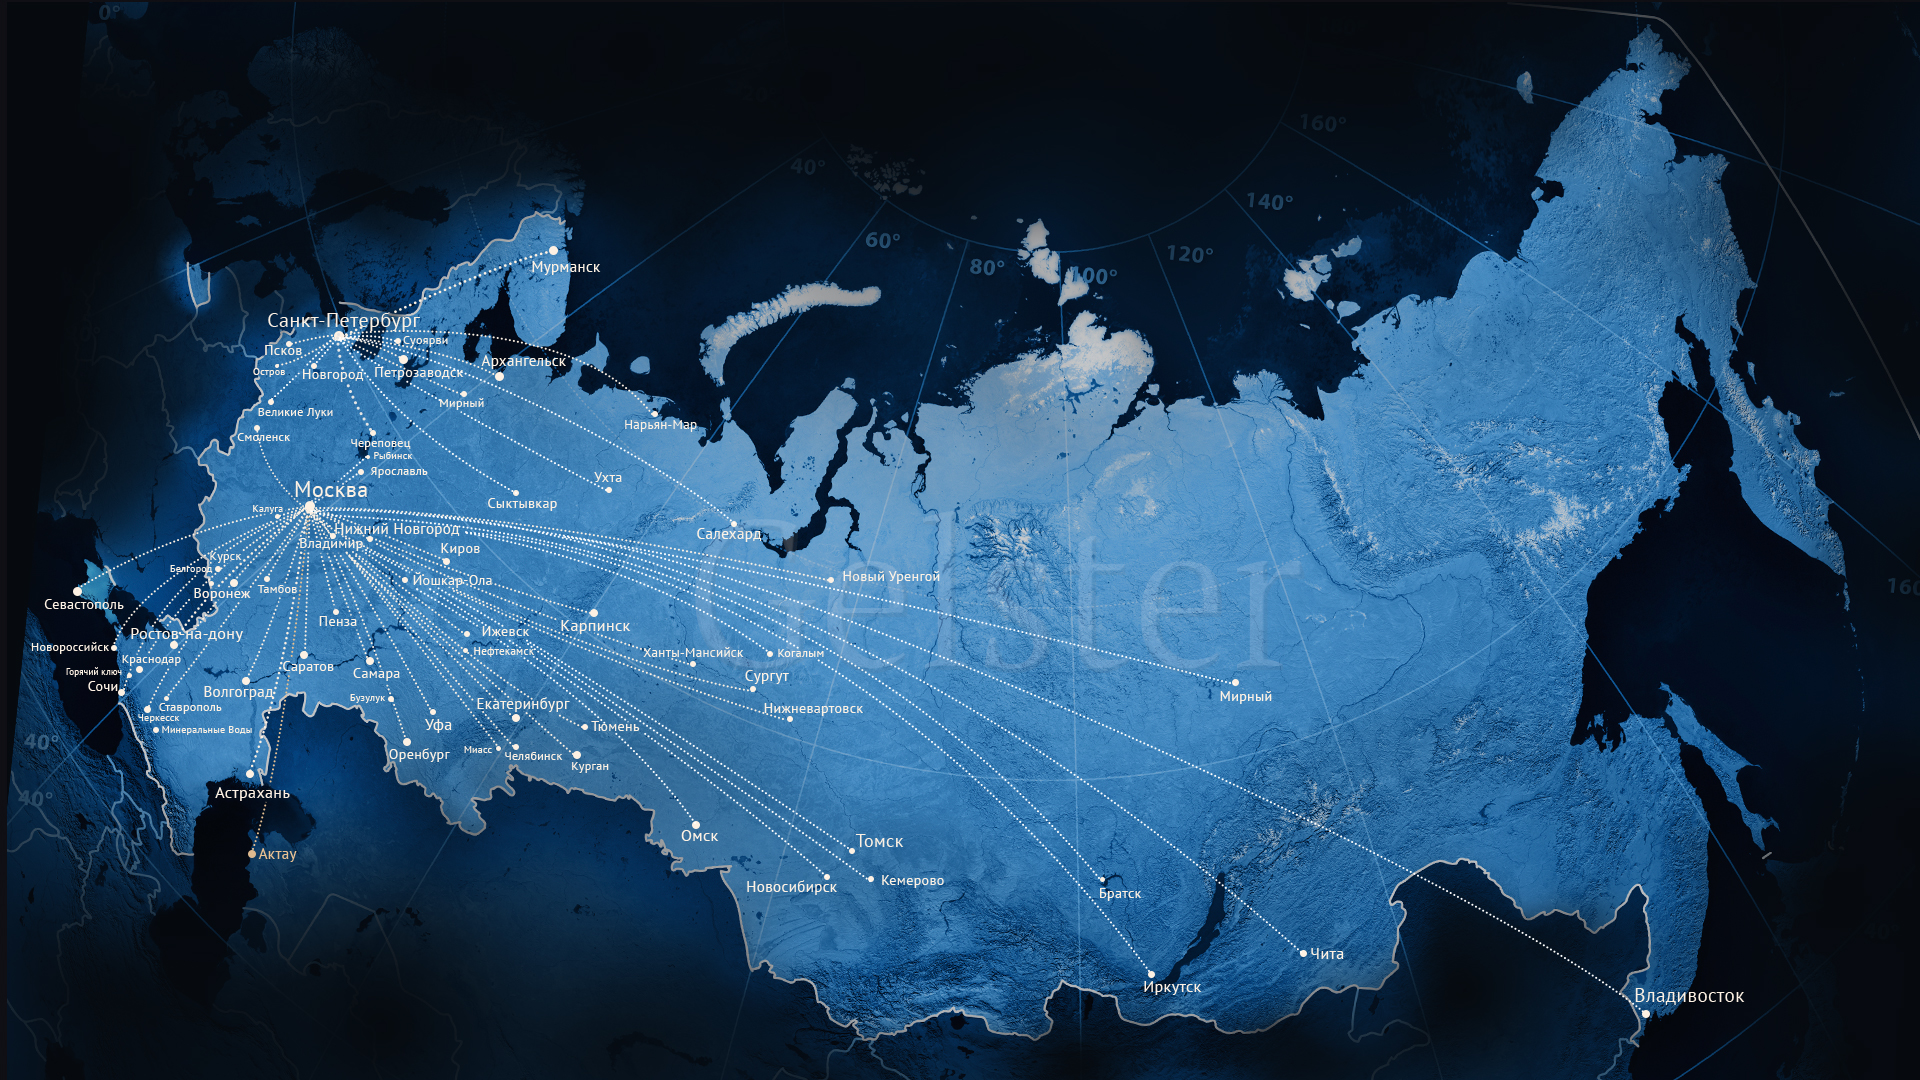 0°
160°
40°
140°
60°
120°
80°
100°
Мурманск
Санкт-Петербург
Суоярви
Псков
Архангельск
Остров
Новгород
Петрозаводск
Мирный
Великие Луки
Нарьян-Мар
Смоленск
Череповец
Рыбинск
Ярославль
Ухта
Москва
Сыктывкар
Калуга
Нижний Новгород
Салехард
Владимир
Киров
Курск
Белгород
Новый Уренгой
Йошкар-Ола
160
Воронеж
Тамбов
Gelster
Севастополь
Пенза
Карпинск
Ростов-на-дону
Ижевск
Новороссийск
Нефтекамск
Ханты-Мансийск
Когалым
Краснодар
Саратов
Горячий ключ
Самара
Сургут
Сочи
Волгоград
Мирный
Бузулук
Екатеринбург
Ставрополь
Нижневартовск
Черкесск
Уфа
Тюмень
Минеральные Воды
40°
Миасс
Оренбург
Челябинск
Курган
Астрахань
40°
Омск
Томск
Актау
Новосибирск
Кемерово
Братск
Чита
Иркутск
Владивосток